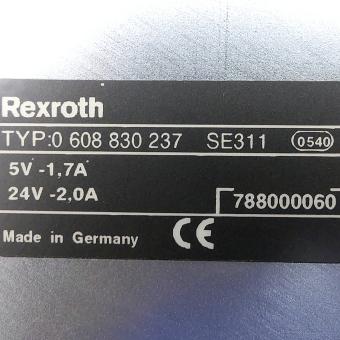 Rexroth
TYP:0 608 830 237 SE311 0540
5V -1,7A
24V -2,0A
788000060
Made in Germany CE